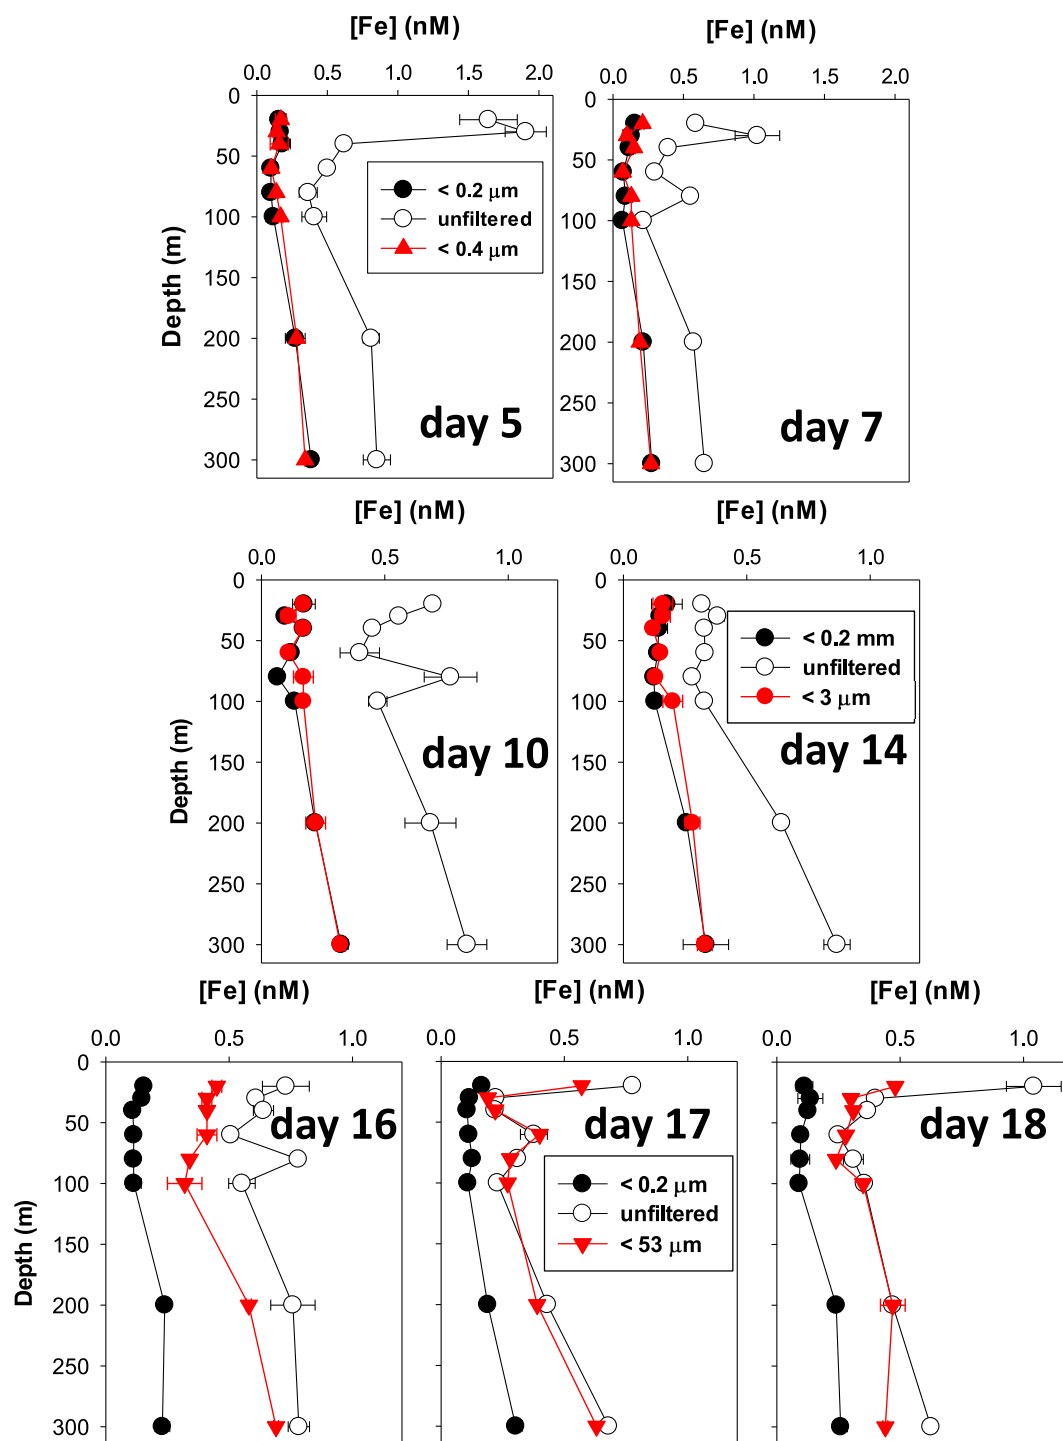 [Fe] (nM) [Fe] (nM)
0.0 0.5 1.0 1.5 2.0 0.0 0.5 1.0 1.5 2.0
0 0
50 50
< 0.2 µm
100 unfiltered 100
< 0.4 µm
Depth (m)
150 150
200 200
250 250
day 5 day 7
300 300
[Fe] (nM) [Fe] (nM)
0.0 0.5 1.0 0.0 0.5 1.0
0 0
50 < 0.2 mm 50
unfiltered
100 < 3 µm 100
day 10 day 14
Depth (m)
150 150
200 200
250 250
300 300
[Fe] (nM) [Fe] (nM) [Fe] (nM)
0.0 0.5 1.0 0.0 0.5 1.0 0.0 0.5 1.0
0
50
day 16 day 17 day 18
100 < 0.2 µm
unfiltered
150 < 53 µm
Depth (m)
200
250
300